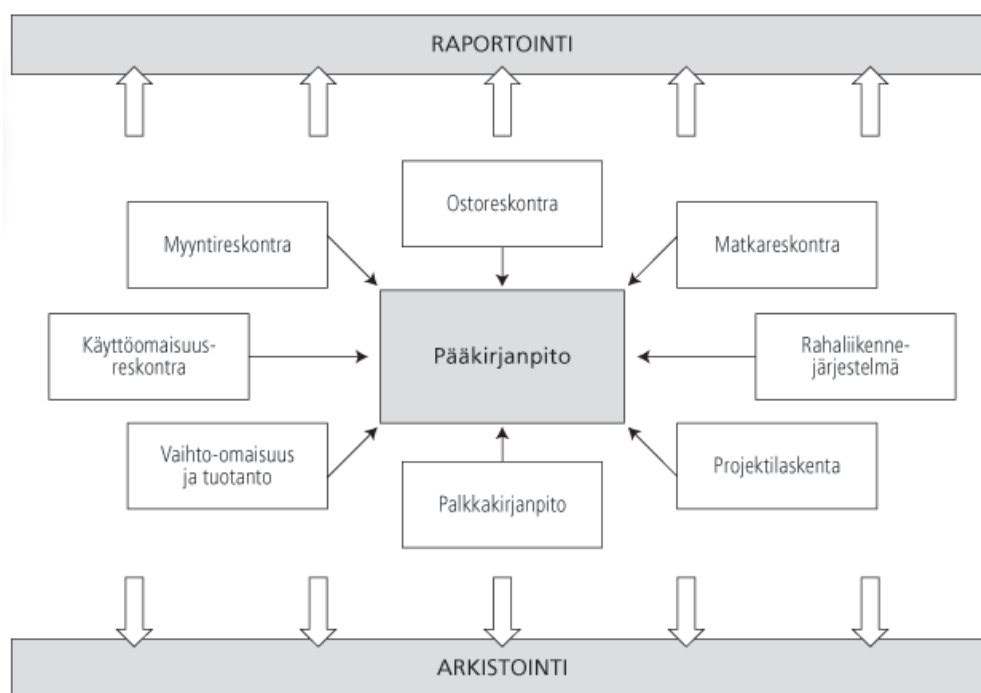 RAPORTOINTI
Ostoreskontra
Myyntireskontra
Matkareskontra
Käyttöomaisuus-
reskontra
Pääkirjanpito
Rahaliikenne-
järjestelmä
Vaihto-omaisuus
ja tuotanto
Palkkakirjanpito
Projektilaskenta
ARKISTOINTI